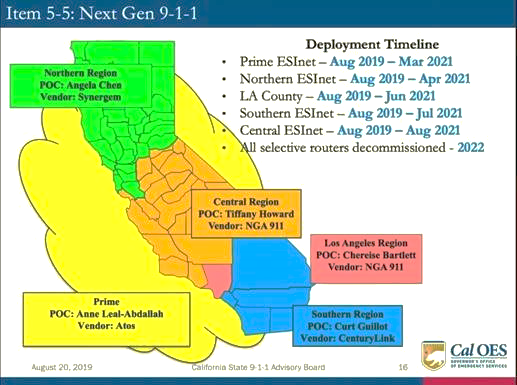 Item 5-5: Next Gen 9-1-1
Deployment Timeline
• Prime ESInet – Aug 2019 – Mar 2021
• Northern ESInet – Aug 2019 – Apr 2021
• LA County – Aug 2019 – Jun 2021
• Southern ESInet – Aug 2019 – Jul 2021
• Central ESInet – Aug 2019 – Aug 2021
• All selective routers decommissioned - 2022
Northern Region
POC: Angela Chen
Vendor: Synergem
Central Region
POC: Tiffany Howard
Vendor: NGA 911
Los Angeles Region
POC: Chereise Bartlett
Vendor: NGA 911
Prime
POC: Anne Leal-Abdallah
Vendor: Atos
Southern Region
POC: Curt Guillot
Vendor: CenturyLink
August 20, 2019
California State 9-1-1 Advisory Board
16
Cal OES
GOVERNOR'S OFFICE
OF EMERGENCY SERVICES